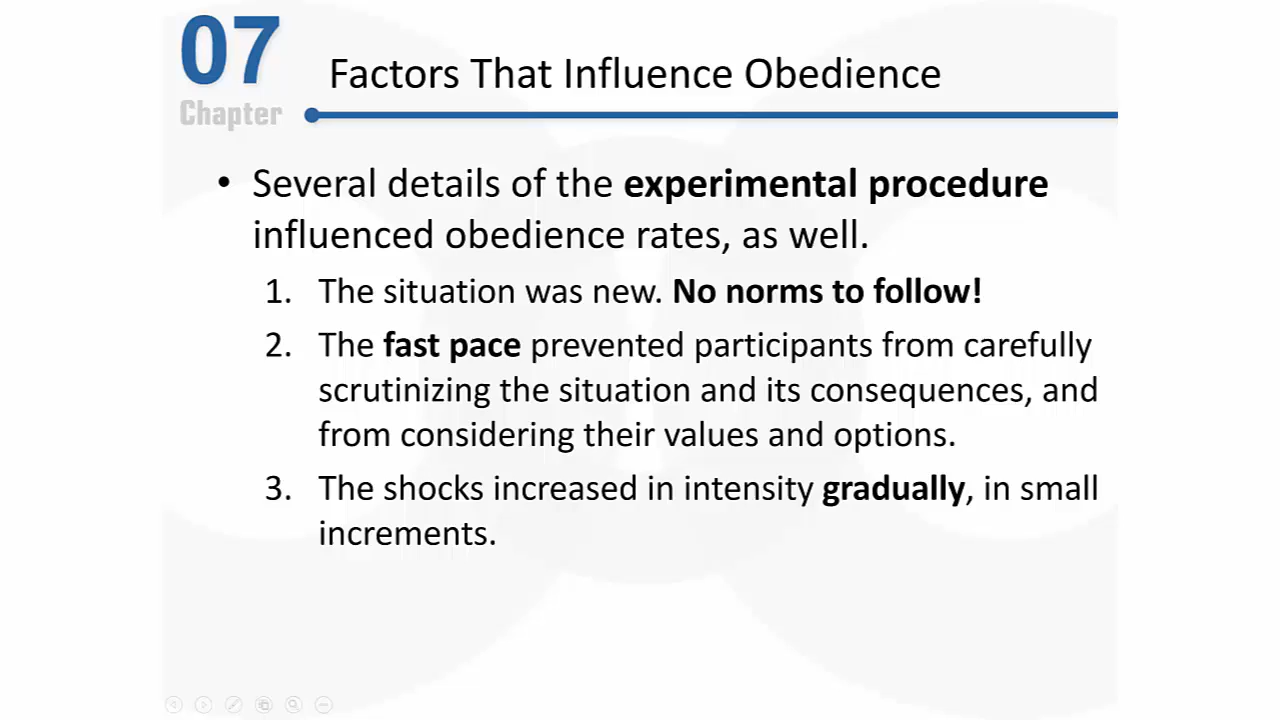 07
Chapter
Factors That Influence Obedience
• Several details of the experimental procedure
influenced obedience rates, as well.
1. The situation was new. No norms to follow!
2. The fast pace prevented participants from carefully
scrutinizing the situation and its consequences, and
from considering their values and options.
3. The shocks increased in intensity gradually, in small
increments.